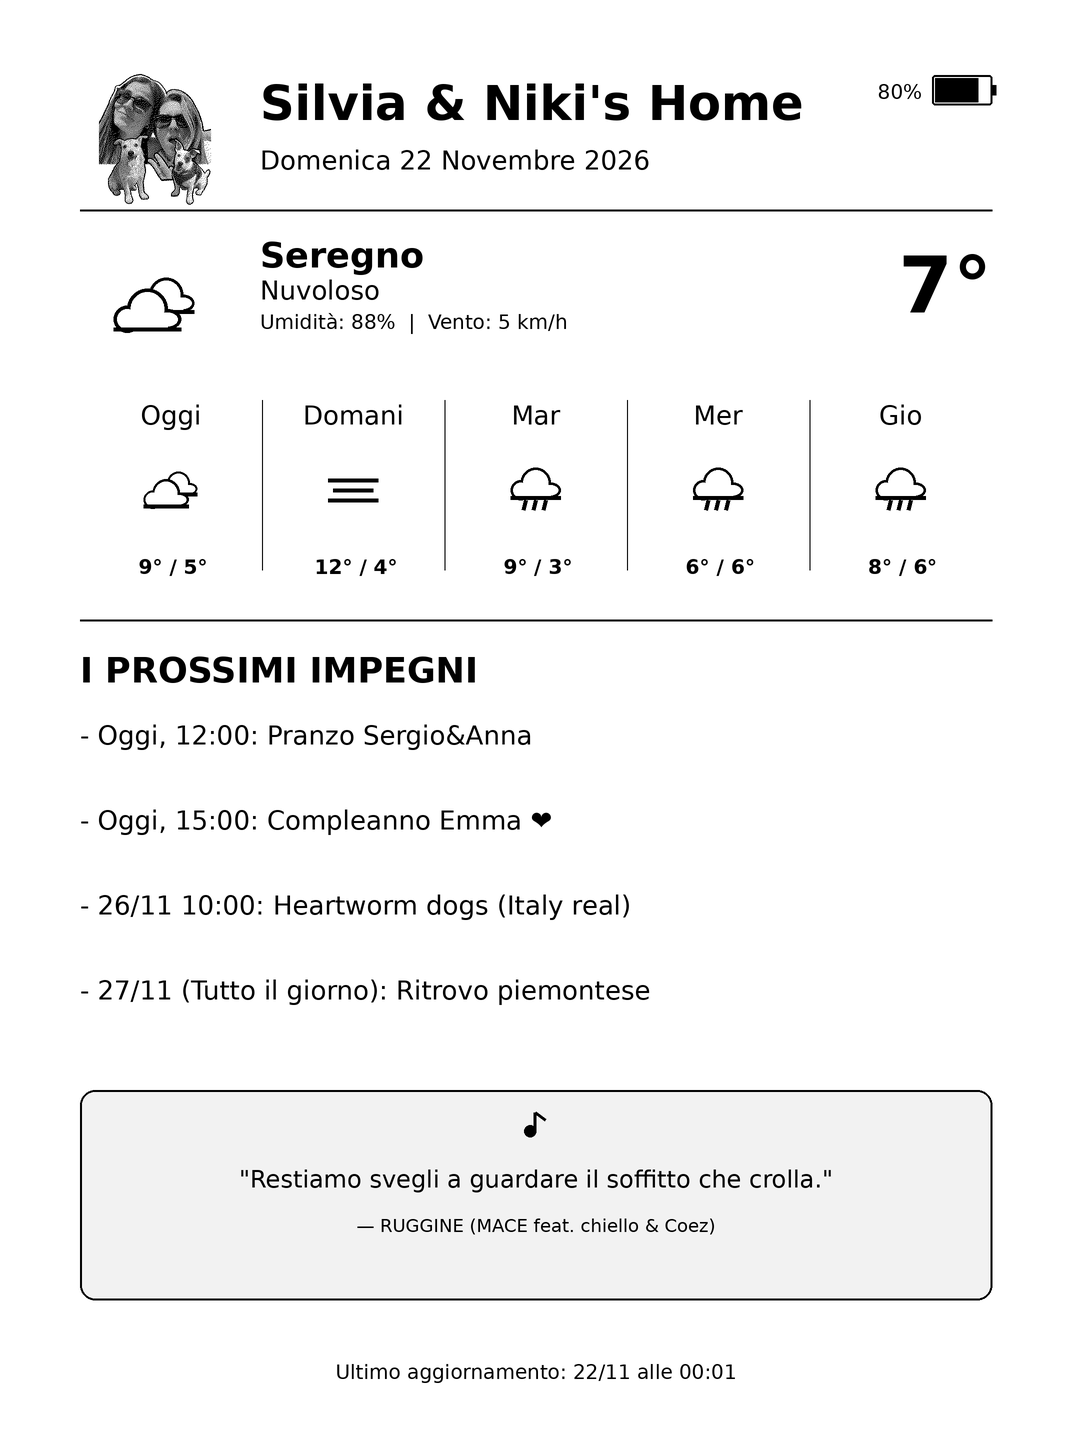 Silvia & Niki's Home
80%
Domenica 22 Novembre 2026
Seregno
Nuvoloso
Umidità: 88%  |  Vento: 5 km/h
7°
Oggi
Domani
Mar
Mer
Gio
9° / 5°
12° / 4°
9° / 3°
6° / 6°
8° / 6°
I PROSSIMI IMPEGNI
- Oggi, 12:00: Pranzo Sergio&Anna
- Oggi, 15:00: Compleanno Emma ❤
- 26/11 10:00: Heartworm dogs (Italy real)
- 27/11 (Tutto il giorno): Ritrovo piemontese
"Restiamo svegli a guardare il soffitto che crolla."
— RUGGINE (MACE feat. chiello & Coez)
Ultimo aggiornamento: 22/11 alle 00:01